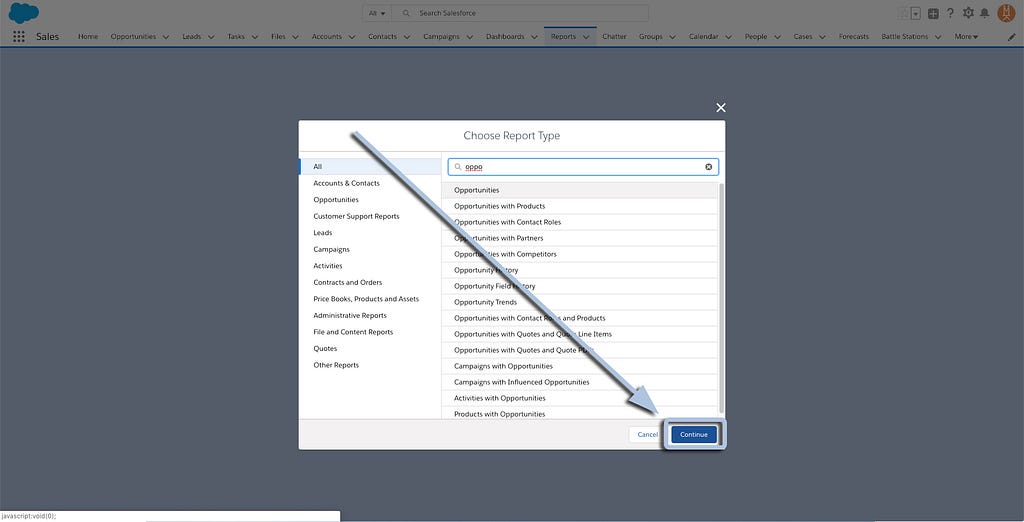 All
Search Salesforce
Sales
Home
Opportunities
Leads
Tasks
Files
Accounts
Contacts
Campaigns
Dashboards
Reports
Chatter
Groups
Calendar
People
Cases
Forecasts
Battle Stations
More
Choose Report Type
All
Accounts & Contacts
Opportunities
Customer Support Reports
Leads
Campaigns
Activities
Contracts and Orders
Price Books, Products and Assets
Administrative Reports
File and Content Reports
Quotes
Other Reports
oppo
Opportunities
Opportunities with Products
Opportunities with Contact Roles
Opportunities with Partners
Opportunities with Competitors
Opportunity History
Opportunity Field History
Opportunity Trends
Opportunities with Contact Roles and Products
Opportunities with Quotes and Quote Line Items
Opportunities with Quotes and Quote
Campaigns with Opportunities
Campaigns with Influenced Opportunities
Activities with Opportunities
Products with Opportunities
Cancel
Continue
javascript:void(0);